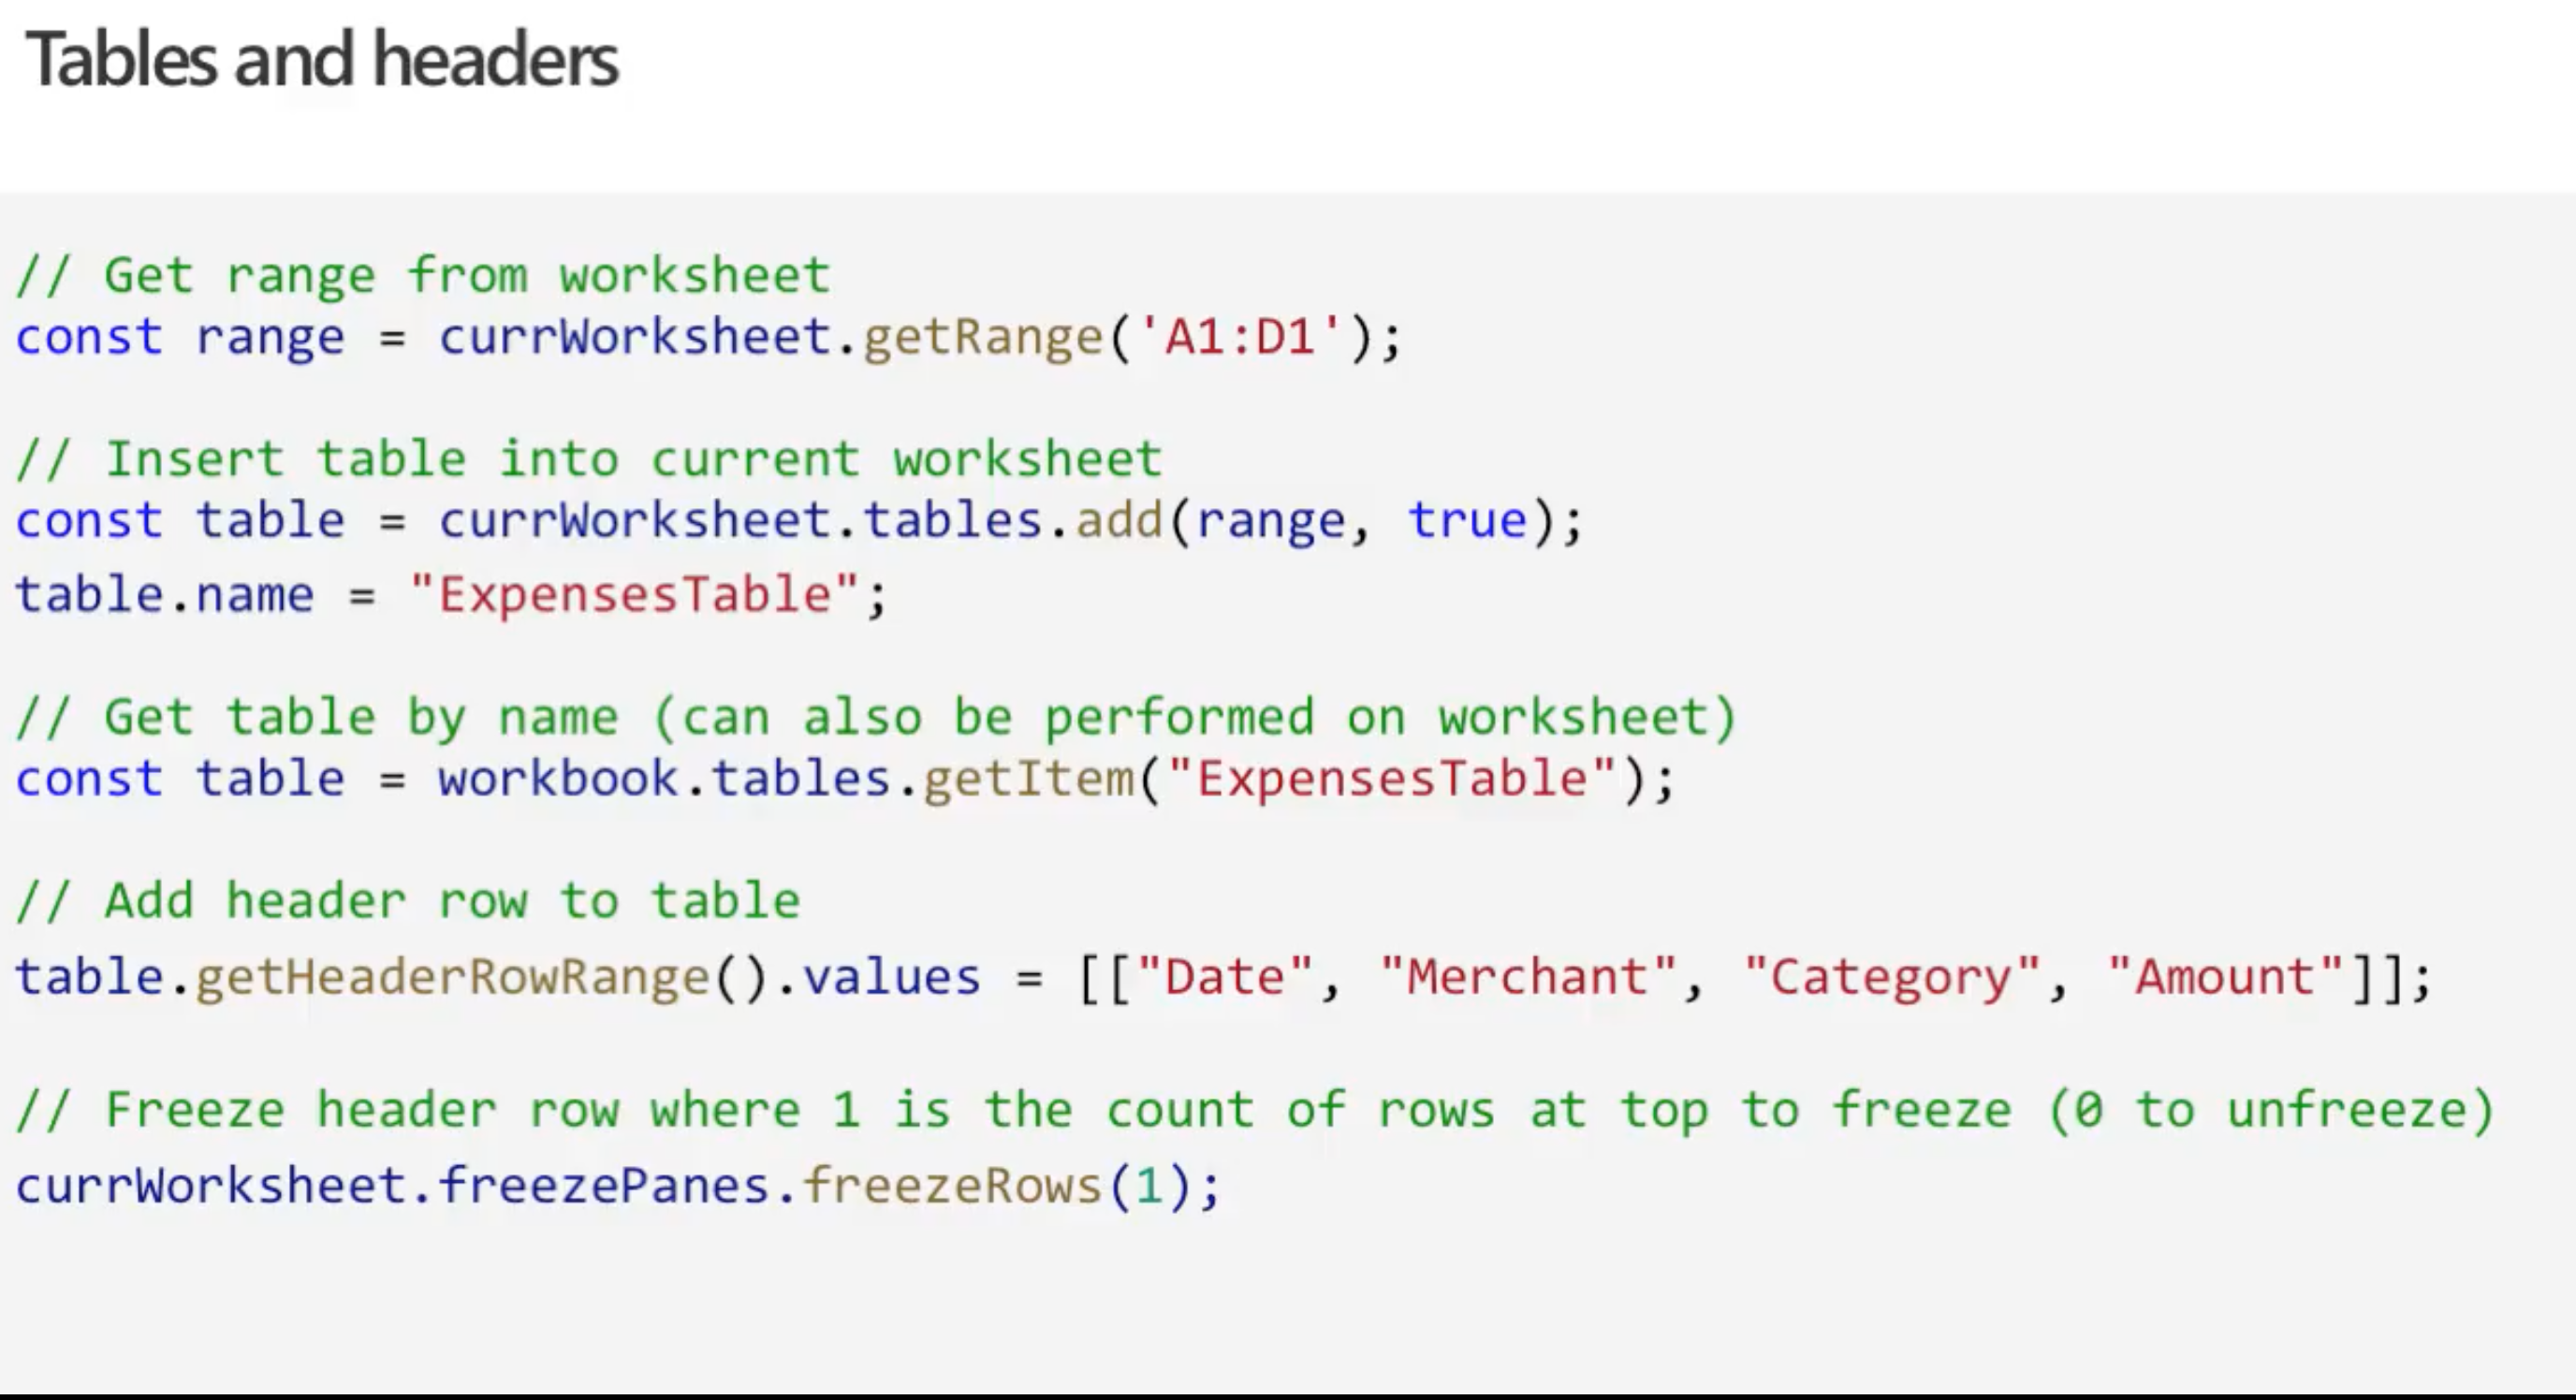 Tables and headers
// Get range from worksheet
const range = currWorksheet.getRange('A1:D1');
// Insert table into current worksheet
const table = currWorksheet.tables.add(range, true);
table.name = "ExpensesTable";
// Get table by name (can also be performed on worksheet)
const table = workbook.tables.getItem("ExpensesTable");
// Add header row to table
table.getHeaderRowRange().values = [["Date", "Merchant", "Category", "Amount"]];
// Freeze header row where 1 is the count of rows at top to freeze (0 to unfreeze)
currWorksheet.freezePanes.freezeRows(1);